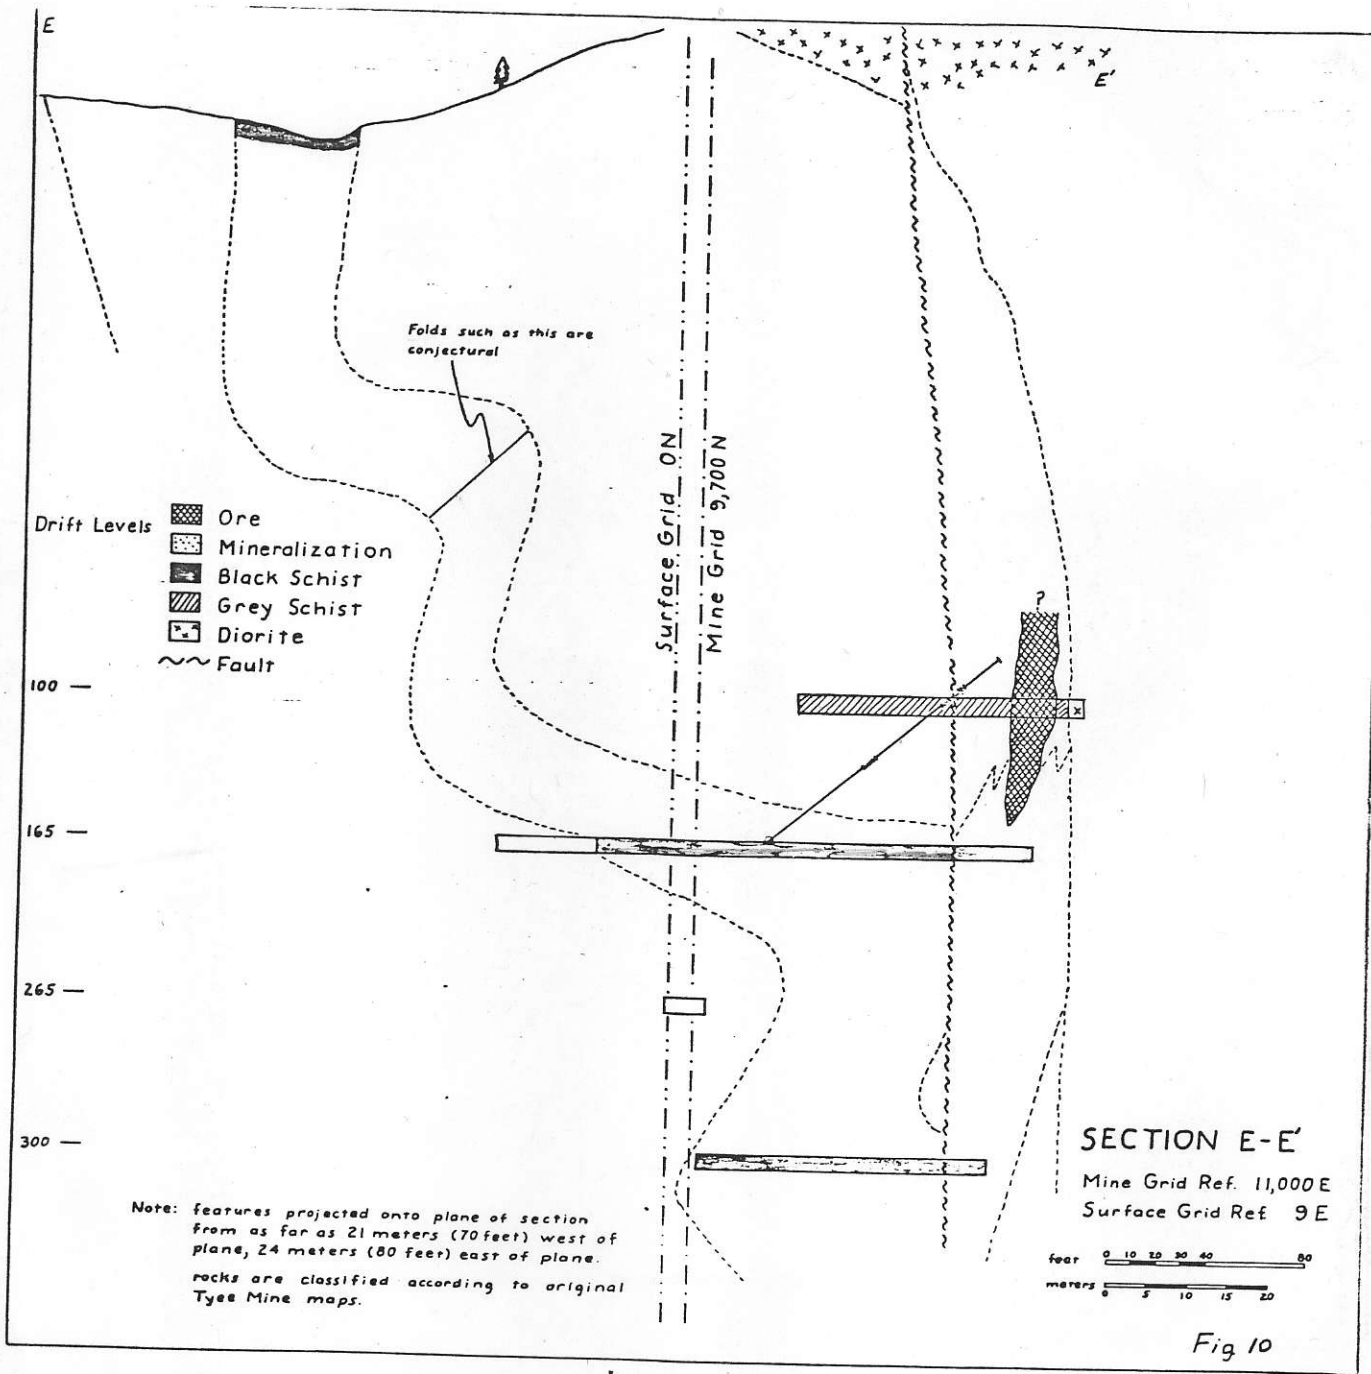 E
E'
Folds such as this are
conjectural
Surface Grid ON
Mine Grid 9,700 N
Drift Levels
Ore
Mineralization
Black Schist
Grey Schist
Diorite
Fault
?
100
165
265
300
SECTION E-E'
Mine Grid Ref. 11,000 E
Surface Grid Ref 9 E
Note: features projected onto plane of section
from as far as 21 meters (70 feet) west of
plane, 24 meters (80 feet) east of plane.
rocks are classified according to original
Tyee Mine maps.
feet 0 10 20 30 40 80
meters 0 5 10 15 20
Fig 10